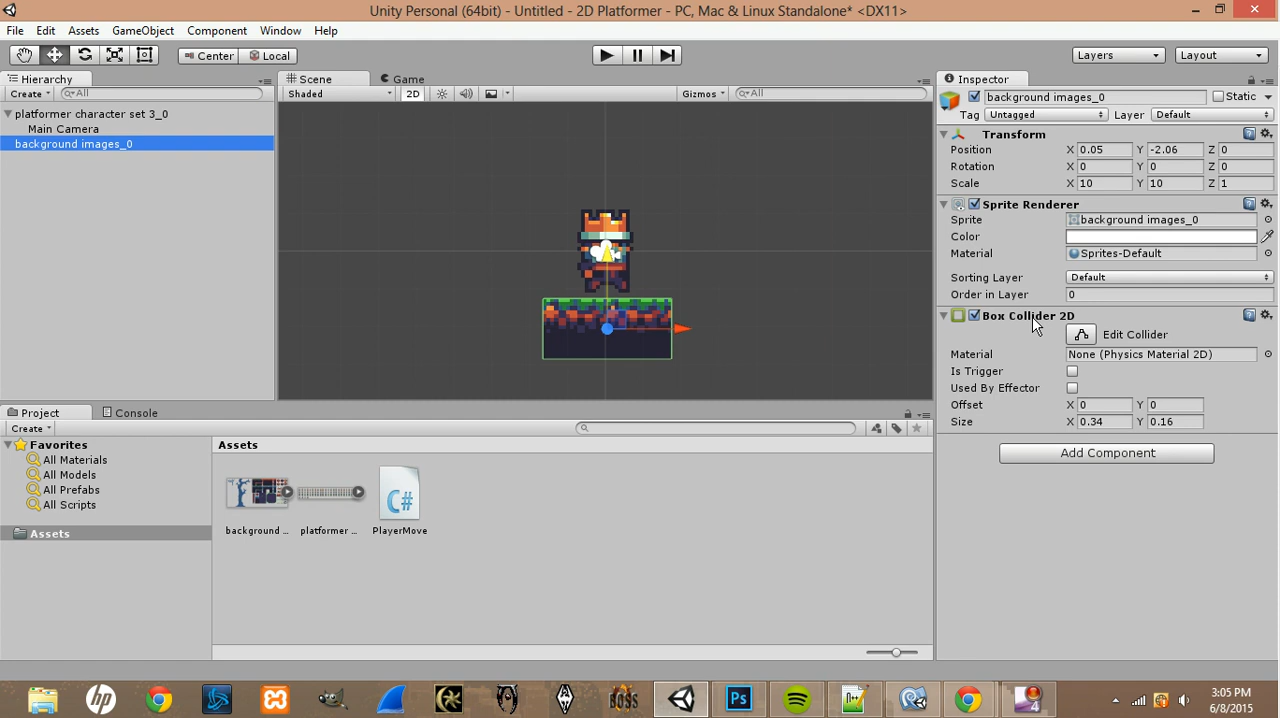 Unity Personal (64bit) - Untitled - 2D Platformer - PC, Mac & Linux Standalone* <DX11>
File Edit Assets GameObject Component Window Help
Center Local Layers Layout
Hierarchy
Create All
platformer character set 3_0
Main Camera
background images_0
Scene Game
Shaded 2D Gizmos All
Inspector
background images_0 Static
Tag Untagged Layer Default
Transform
Position X 0.05 Y -2.06 Z 0
Rotation X 0 Y 0 Z 0
Scale X 10 Y 10 Z 1
Sprite Renderer
Sprite background images_0
Color
Material Sprites-Default
Sorting Layer Default
Order in Layer 0
Box Collider 2D
Edit Collider
Material None (Physics Material 2D)
Is Trigger
Used By Effector
Offset X 0 Y 0
Size X 0.34 Y 0.16
Add Component
Project Console
Create
Favorites
All Materials
All Models
All Prefabs
All Scripts
Assets
Assets
C#
background ... platformer ... PlayerMove
hp
BOSS
Ps
4
3:05 PM
6/8/2015